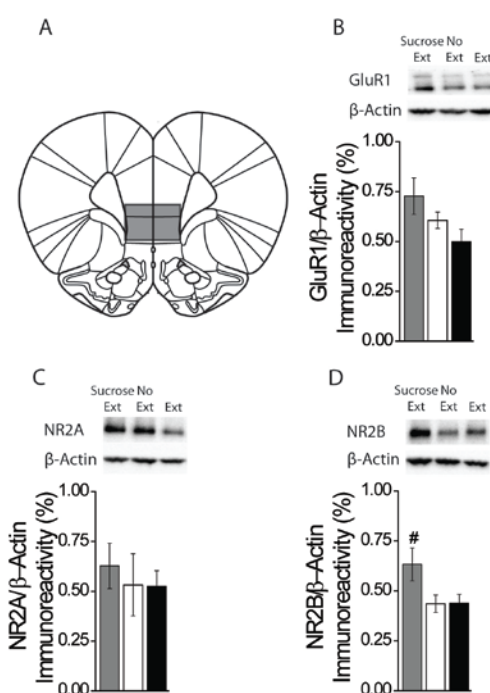 A
B
Sucrose No
Ext Ext Ext
GluR1
β-Actin
1.00
0.75
0.50
0.25
0.00
GluR1/β-Actin
Immunoreactivity (%)
C
Sucrose No
Ext Ext Ext
NR2A
β-Actin
1.00
0.75
0.50
0.25
0.00
NR2A/β-Actin
Immunoreactivity (%)
D
Sucrose No
Ext Ext Ext
NR2B
β-Actin
1.00
0.75
0.50
0.25
0.00
#
NR2B/β-Actin
Immunoreactivity (%)